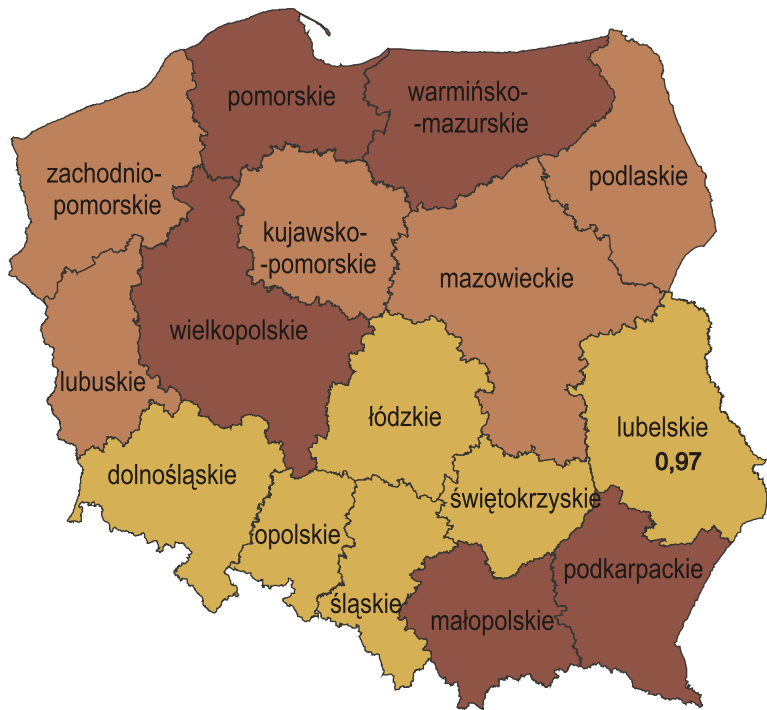 pomorskie
warmińsko-
-mazurskie
zachodnio-
pomorskie
podlaskie
kujawsko-
-pomorskie
mazowieckie
wielkopolskie
lubuskie
łódzkie
lubelskie
0,97
dolnośląskie
świętokrzyskie
opolskie
podkarpackie
śląskie
małopolskie